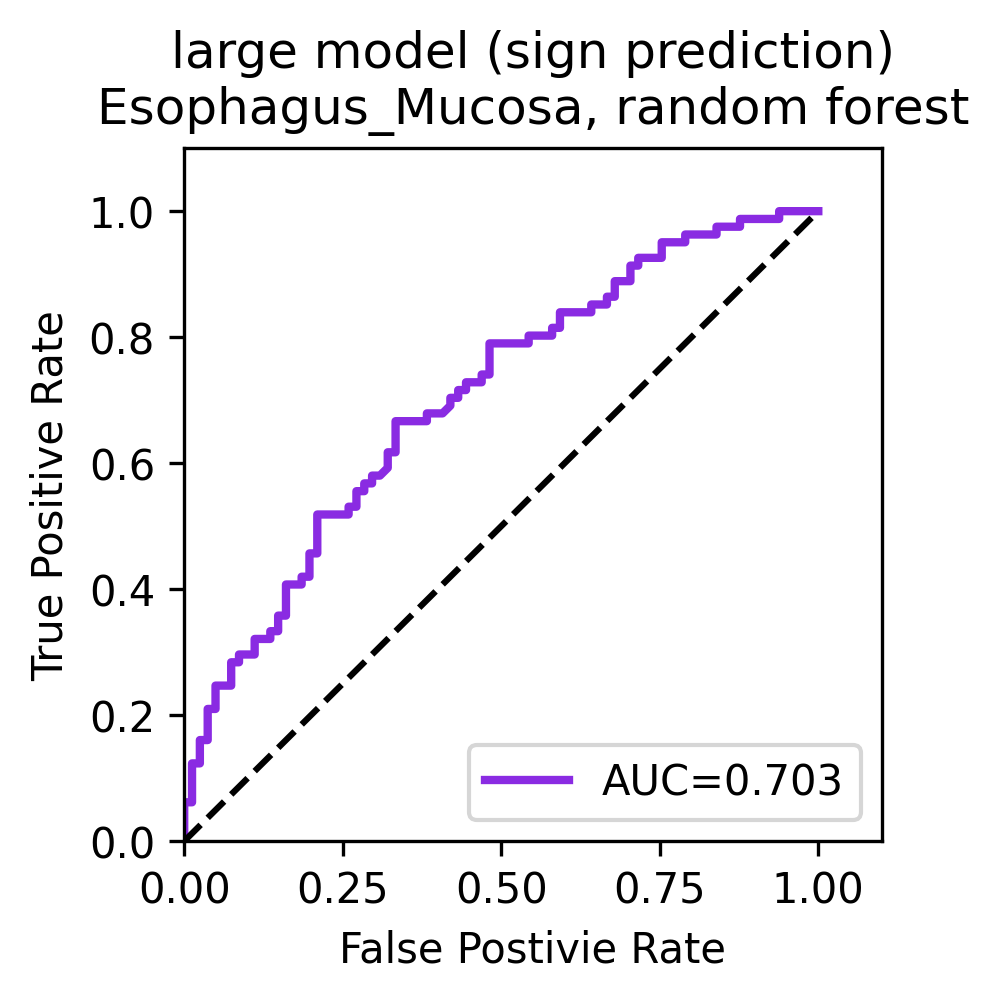 large model (sign prediction)
Esophagus_Mucosa, random forest
True Positive Rate
1.0
0.8
0.6
0.4
0.2
0.0
AUC=0.703
0.00 0.25 0.50 0.75 1.00
False Postivie Rate